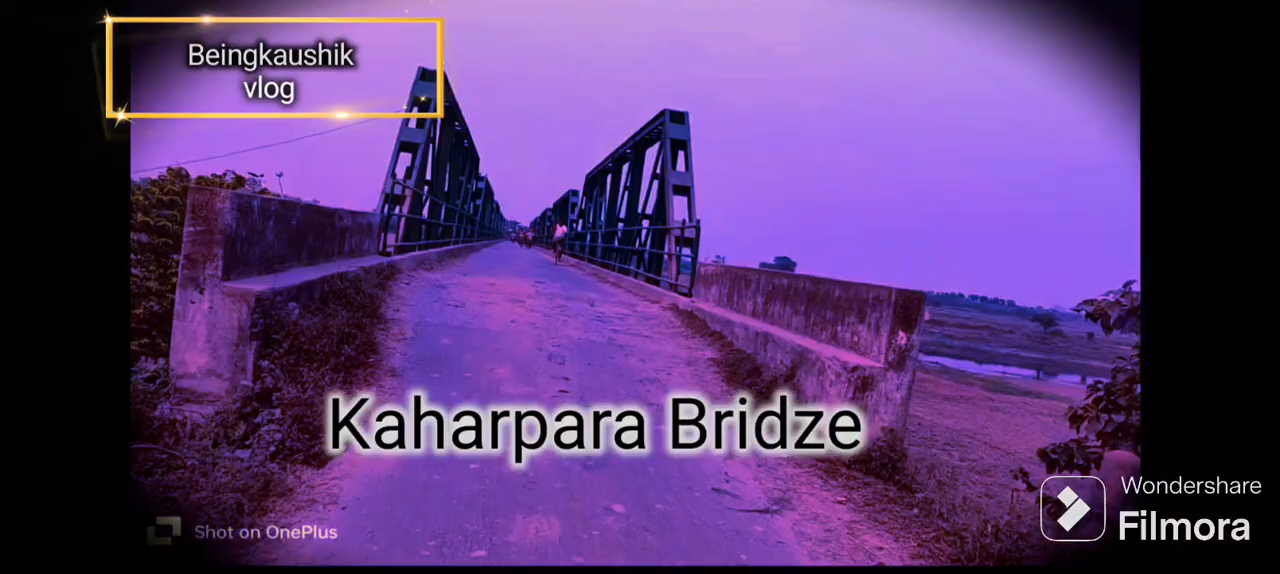 Beingkaushik
vlog
Kaharpara Bridze
Shot on OnePlus
Wondershare
Filmora